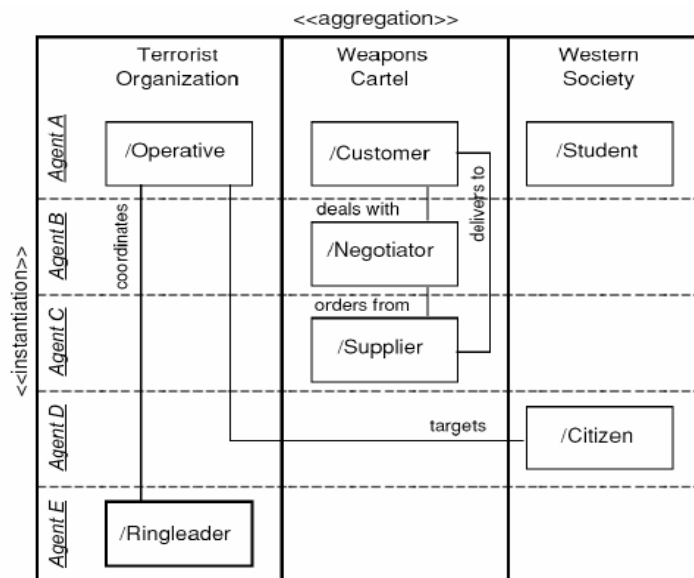 <<aggregation>>
Terrorist
Organization
Weapons
Cartel
Western
Society
<<instantiation>>
Agent A
/Operative
/Customer
/Student
coordinates
deals with
delivers to
Agent B
/Negotiator
orders from
Agent C
/Supplier
Agent D
targets
/Citizen
Agent E
/Ringleader